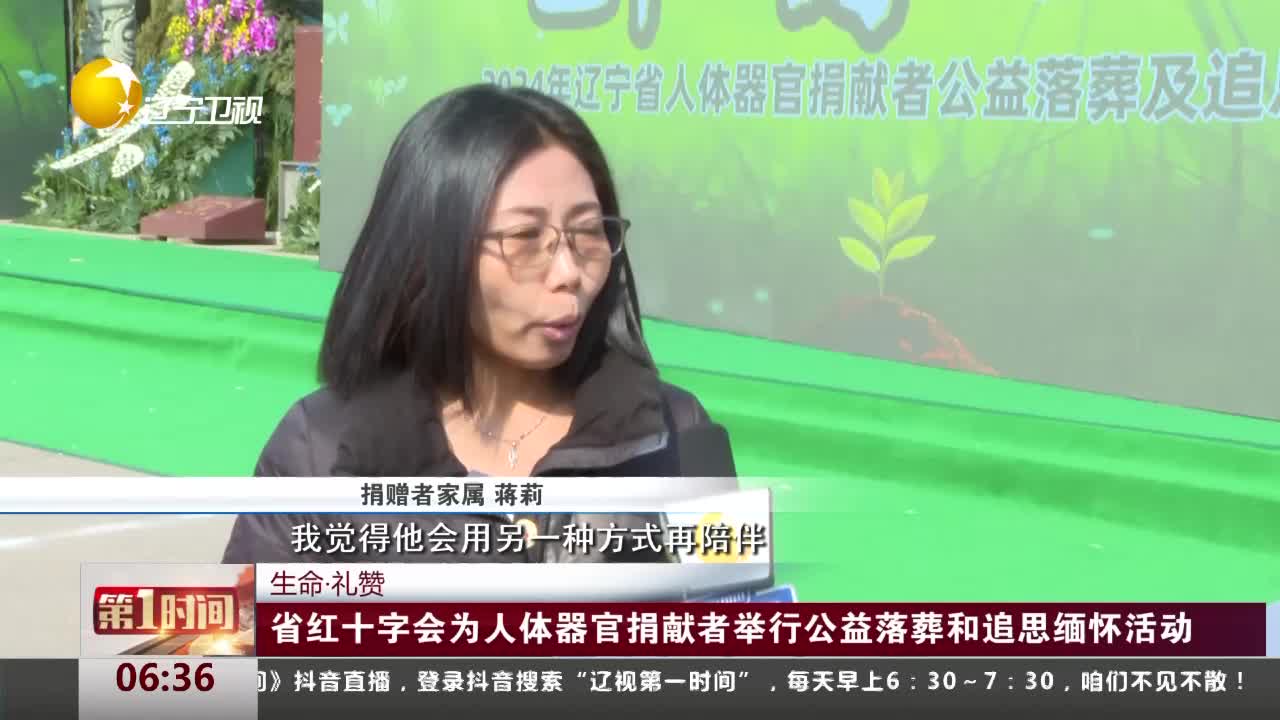 辽宁卫视
2024年辽宁省人体器官捐献者公益落葬及追思
捐赠者家属 蒋莉
我觉得他会用另一种方式再陪伴
生命·礼赞
第1时间
省红十字会为人体器官捐献者举行公益落葬和追思缅怀活动
06:36
间》抖音直播，登录抖音搜索“辽视第一时间”，每天早上6：30～7：30，咱们不见不散！